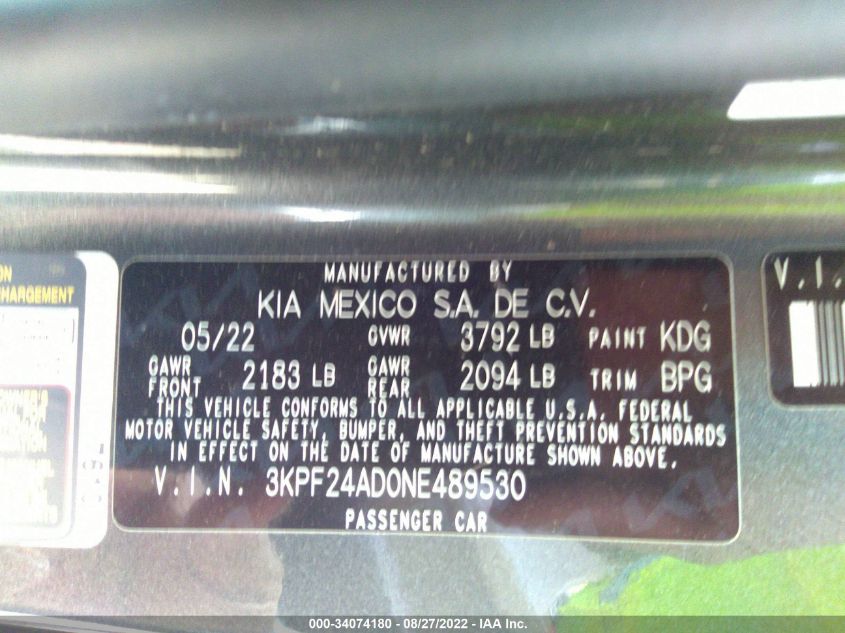 ON
CHARGEMENT
MANUFACTURED BY
KIA MEXICO S.A. DE C.V.
05/22 GVWR 3792 LB PAINT KDG
GAWR FRONT 2183 LB GAWR REAR 2094 LB TRIM BPG
THIS VEHICLE CONFORMS TO ALL APPLICABLE U.S.A. FEDERAL
MOTOR VEHICLE SAFETY, BUMPER, AND THEFT PREVENTION STANDARDS
IN EFFECT ON THE DATE OF MANUFACTURE SHOWN ABOVE.
V.I.N. 3KPF24AD0NE489530
PASSENGER CAR
V.I.
000-34074180 - 08/27/2022 - IAA Inc.